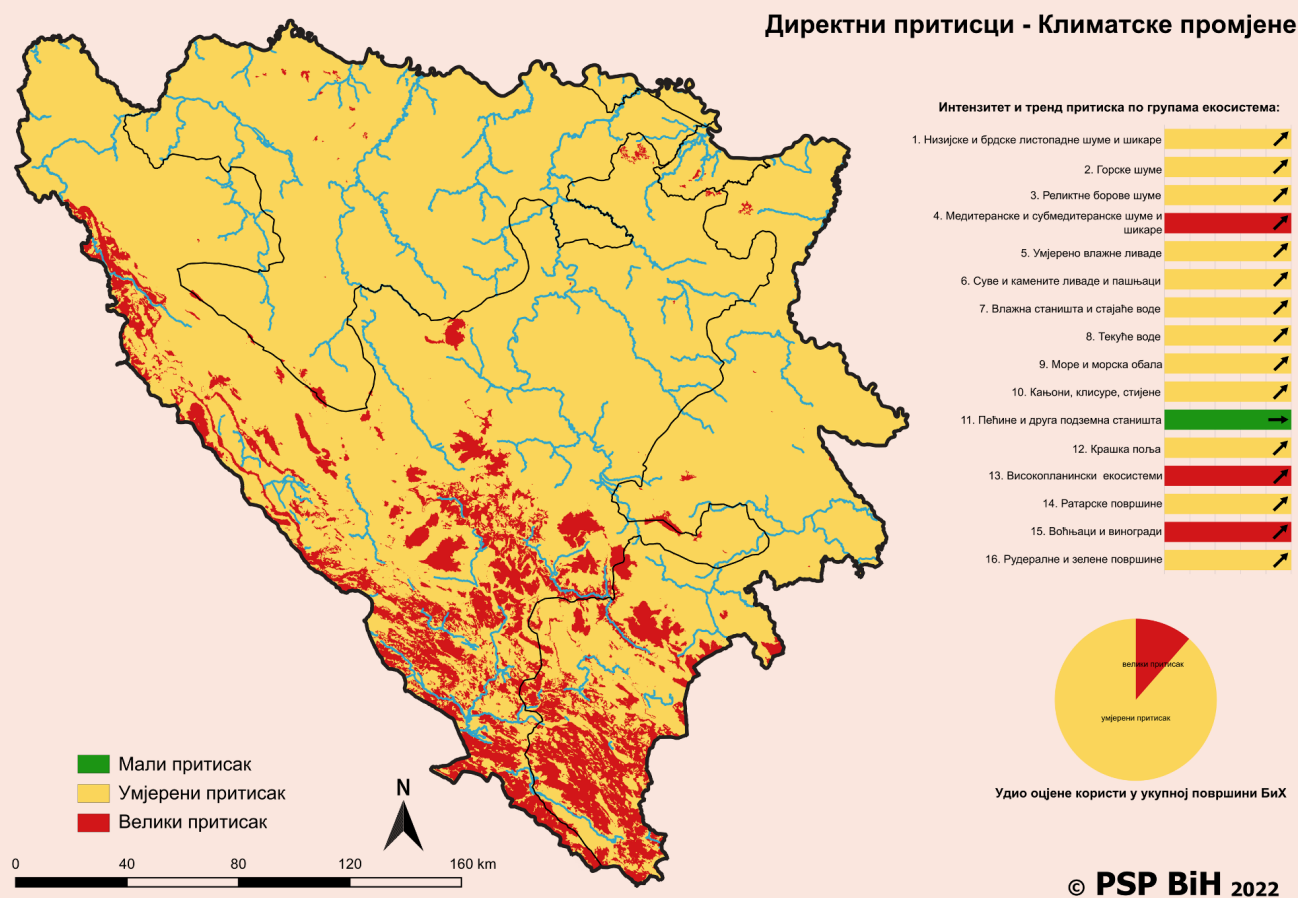 Директни притисци - Климатске промјене
Интензитет и тренд притиска по групама екосистема:
1. Низијске и брдске листопадне шуме и шикаре
2. Горске шуме
3. Реликтне борове шуме
4. Медитеранске и субмедитеранске шуме и
шикаре
5. Умјерено влажне ливаде
6. Суве и камените ливаде и пашњаци
7. Влажна станишта и стајаће воде
8. Текуће воде
9. Море и морска обала
10. Кањони, клисуре, стијене
11. Пећине и друга подземна станишта
12. Крашка поља
13. Високопланински екосистеми
14. Ратарске површине
15. Воћњаци и виногради
16. Рудералне и зелене површине
велики притисак
умјерени притисак
Удио оцјене користи у укупној површини БиХ
Мали притисак
Умјерени притисак
Велики притисак
N
0 40 80 120 160 km
© PSP BiH 2022